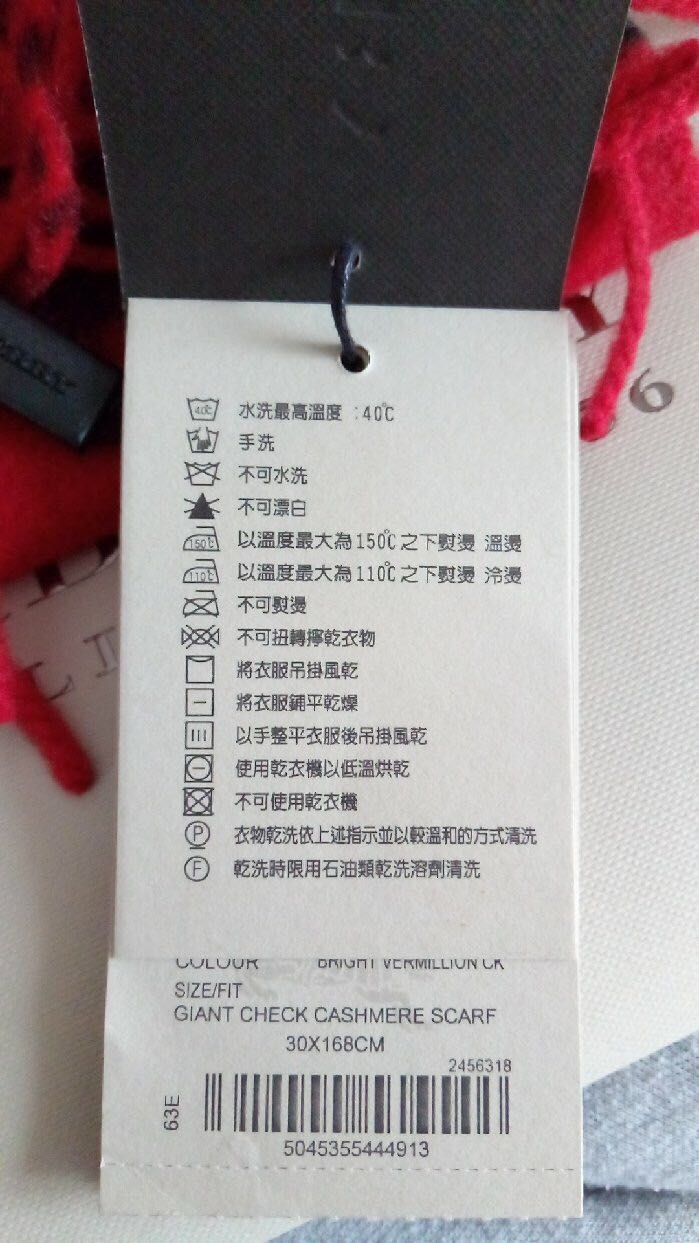 40℃ 水洗最高溫度 :40℃
手洗
不可水洗
不可漂白
150℃ 以溫度最大為150℃之下熨燙 溫燙
110℃ 以溫度最大為110℃之下熨燙 冷燙
不可熨燙
不可扭轉擰乾衣物
將衣服吊掛風乾
將衣服鋪平乾燥
以手整平衣服後吊掛風乾
使用乾衣機以低溫烘乾
不可使用乾衣機
P 衣物乾洗依上述指示並以較溫和的方式清洗
F 乾洗時限用石油類乾洗溶劑清洗
COLOUR BRIGHT VERMILLION CK
SIZE/FIT
GIANT CHECK CASHMERE SCARF
30X168CM
2456318
63E
5045355444913